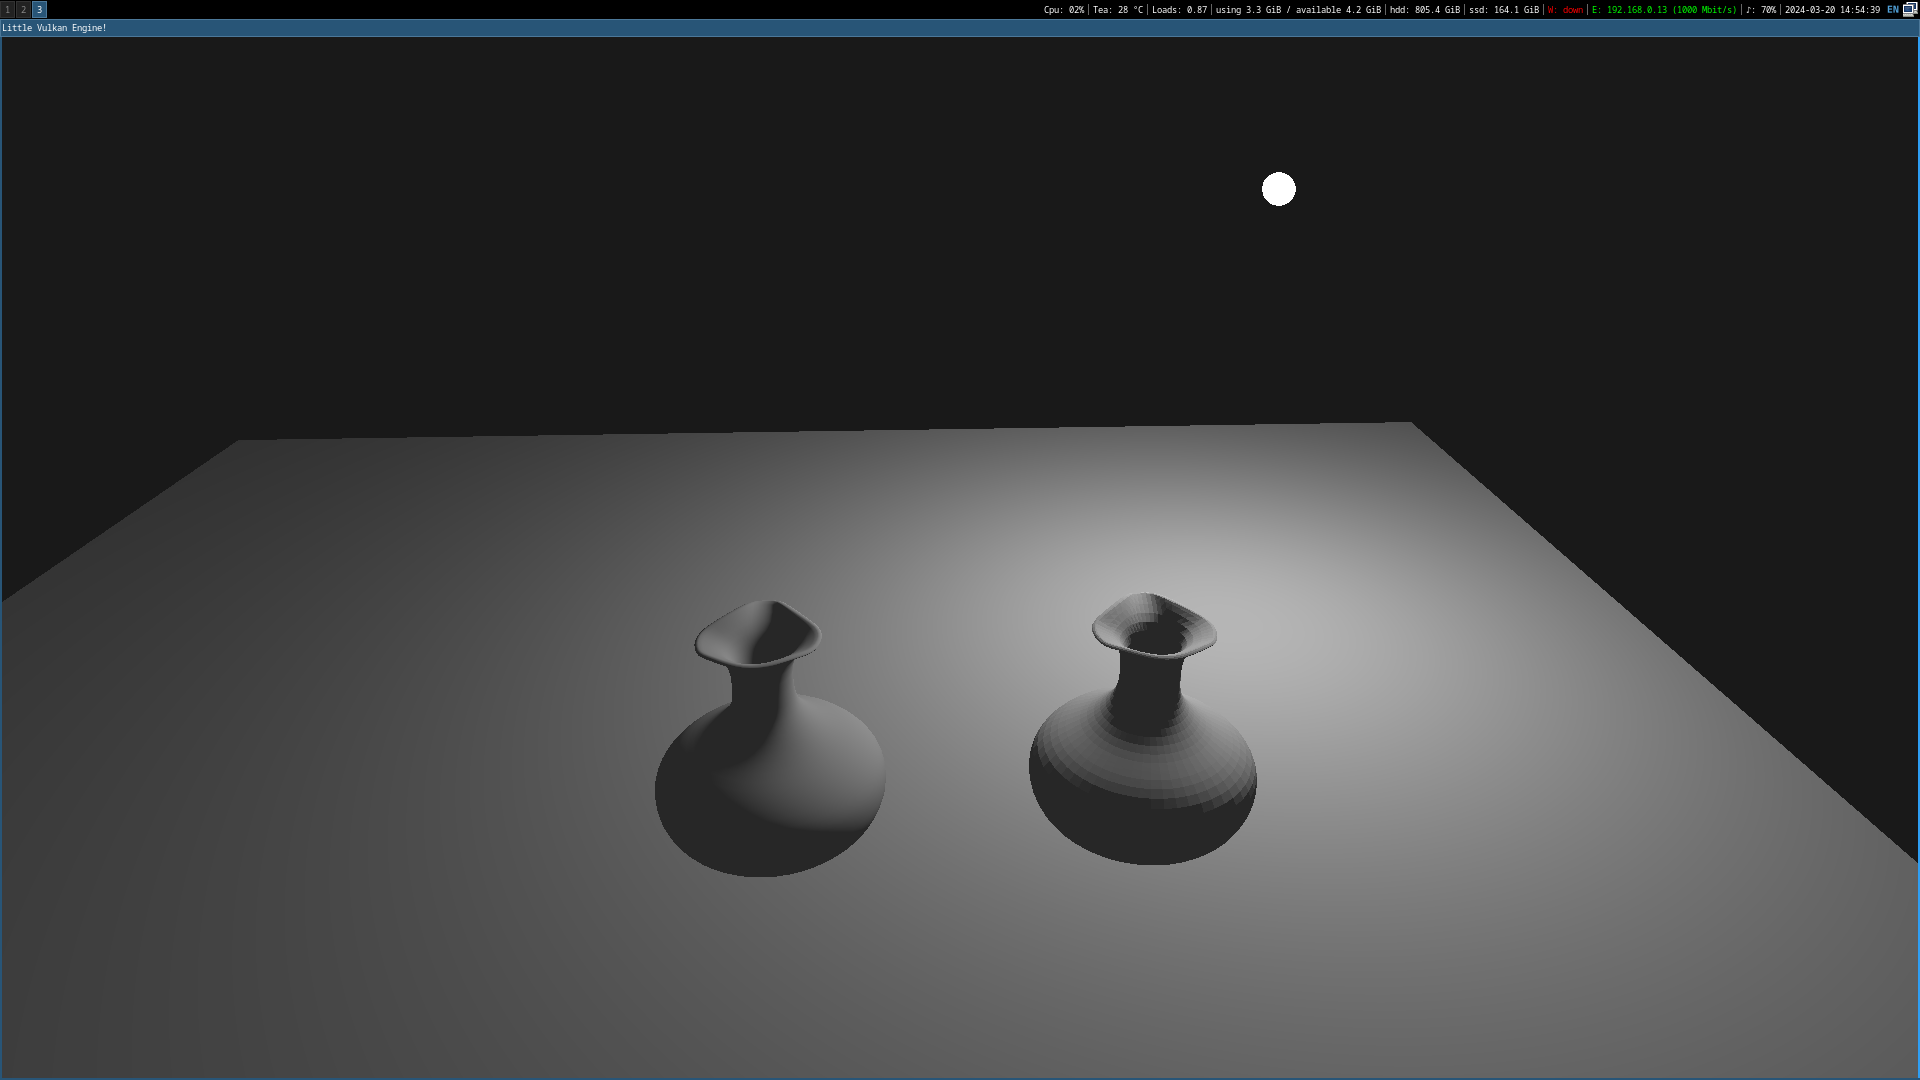 1 2 3 Cpu: 02% Tea: 28 °C Loads: 0.87 using 3.3 GiB / available 4.2 GiB hdd: 805.4 GiB ssd: 164.1 GiB W: down E: 192.168.0.13 (1000 Mbit/s) ♪: 70% 2024-03-20 14:54:39 EN
Little Vulkan Engine!